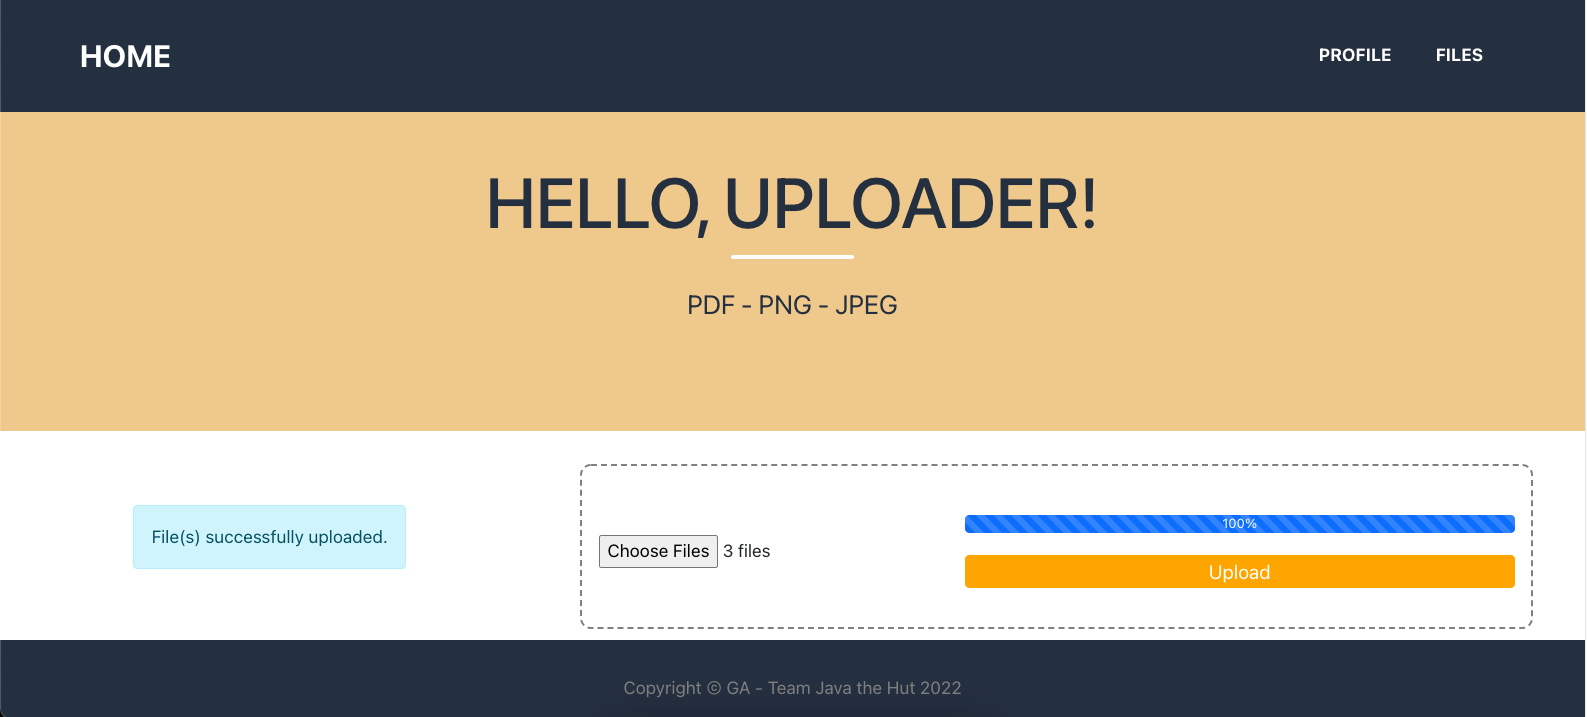 HOME
PROFILE
FILES
HELLO, UPLOADER!
PDF - PNG - JPEG
File(s) successfully uploaded.
Choose Files 3 files
100%
Upload
Copyright © GA - Team Java the Hut 2022